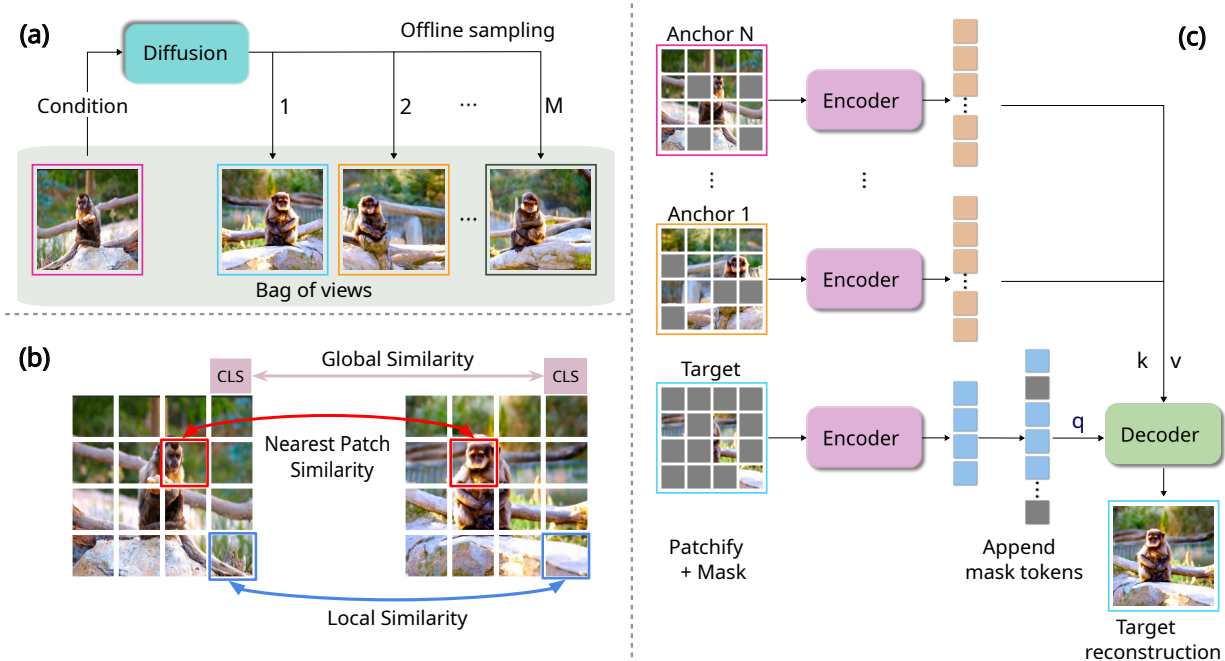 (a)
Diffusion
Offline sampling
Condition
1
2
...
M
...
Bag of views
(b)
CLS
Global Similarity
CLS
Nearest Patch
Similarity
Local Similarity
(c)
Anchor N
Encoder
Anchor 1
Encoder
Target
Encoder
k
v
q
Decoder
Patchify
+ Mask
Append
mask tokens
Target
reconstruction